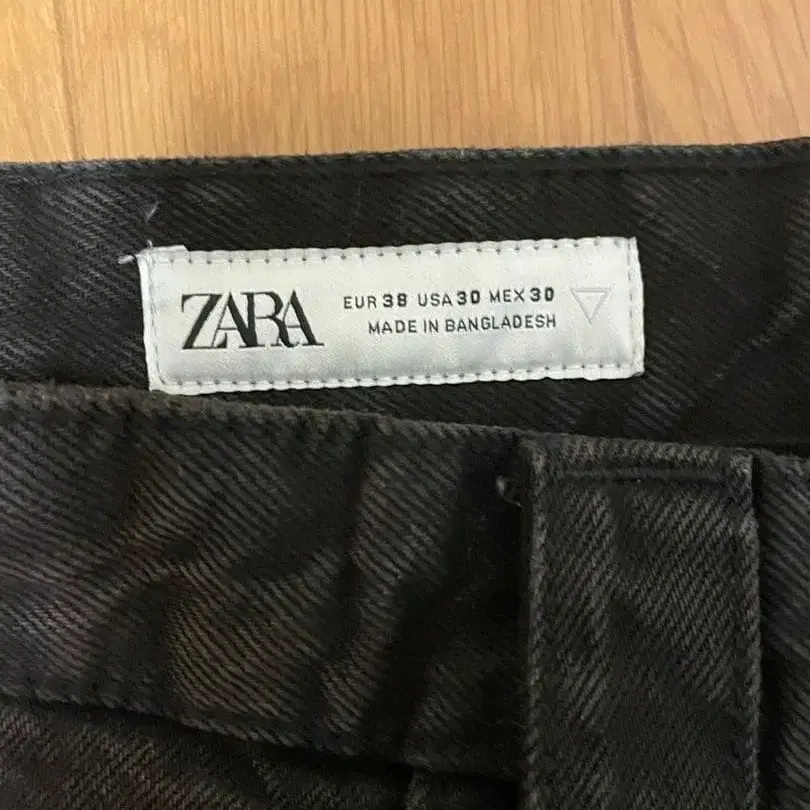 ZARA
EUR 38 USA 30 MEX 30
MADE IN BANGLADESH